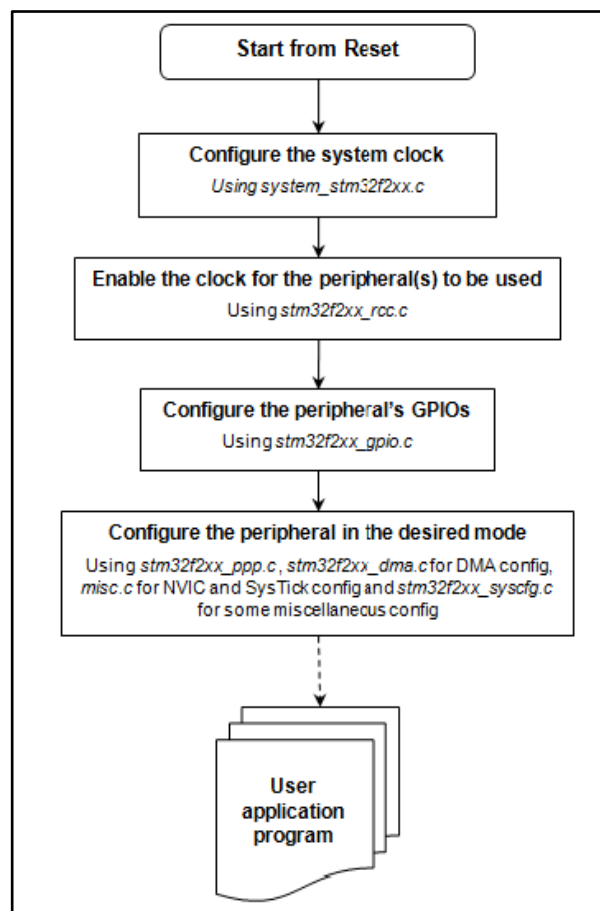 Start from Reset
Configure the system clock
Using system_stm32f2xx.c
Enable the clock for the peripheral(s) to be used
Using stm32f2xx_rcc.c
Configure the peripheral's GPIOs
Using stm32f2xx_gpio.c
Configure the peripheral in the desired mode
Using stm32f2xx_ppp.c, stm32f2xx_dma.c for DMA config,
misc.c for NVIC and SysTick config and stm32f2xx_syscfg.c
for some miscellaneous config
User
application
program